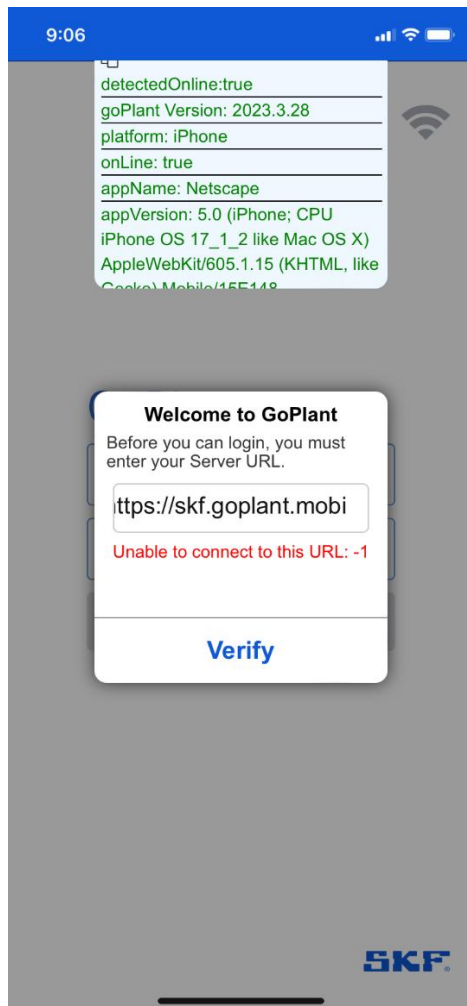 9:06
detectedOnline:true
goPlant Version: 2023.3.28
platform: iPhone
onLine: true
appName: Netscape
appVersion: 5.0 (iPhone; CPU
iPhone OS 17_1_2 like Mac OS X)
AppleWebKit/605.1.15 (KHTML, like
Gecko) Mobile/15E148
Welcome to GoPlant
Before you can login, you must
enter your Server URL.
ttps://skf.goplant.mobi
Unable to connect to this URL: -1
Verify
SKF.